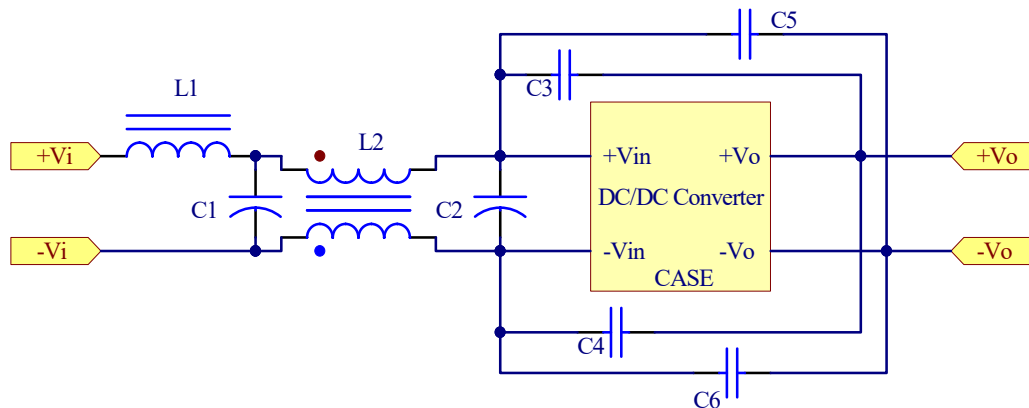 C5
C3
L1
L2
+Vi
+Vin
+Vo
+Vo
DC/DC Converter
C1
C2
-Vi
-Vin
-Vo
-Vo
CASE
C4
C6